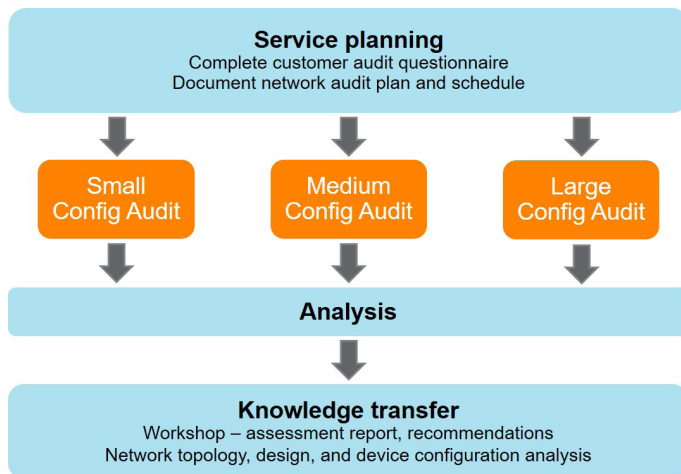 Service planning
Complete customer audit questionnaire
Document network audit plan and schedule
Small
Config Audit
Medium
Config Audit
Large
Config Audit
Analysis
Knowledge transfer
Workshop – assessment report, recommendations
Network topology, design, and device configuration analysis